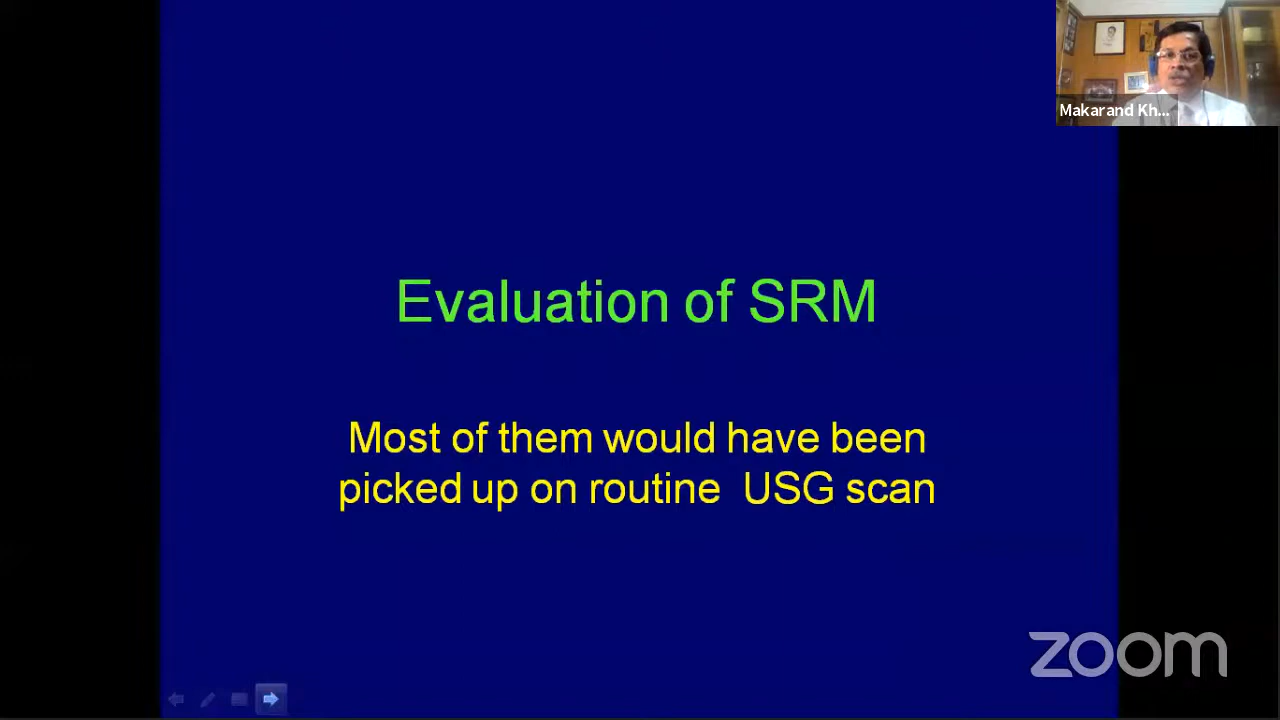 Makarand Kh...
Evaluation of SRM
Most of them would have been
picked up on routine USG scan
zoom